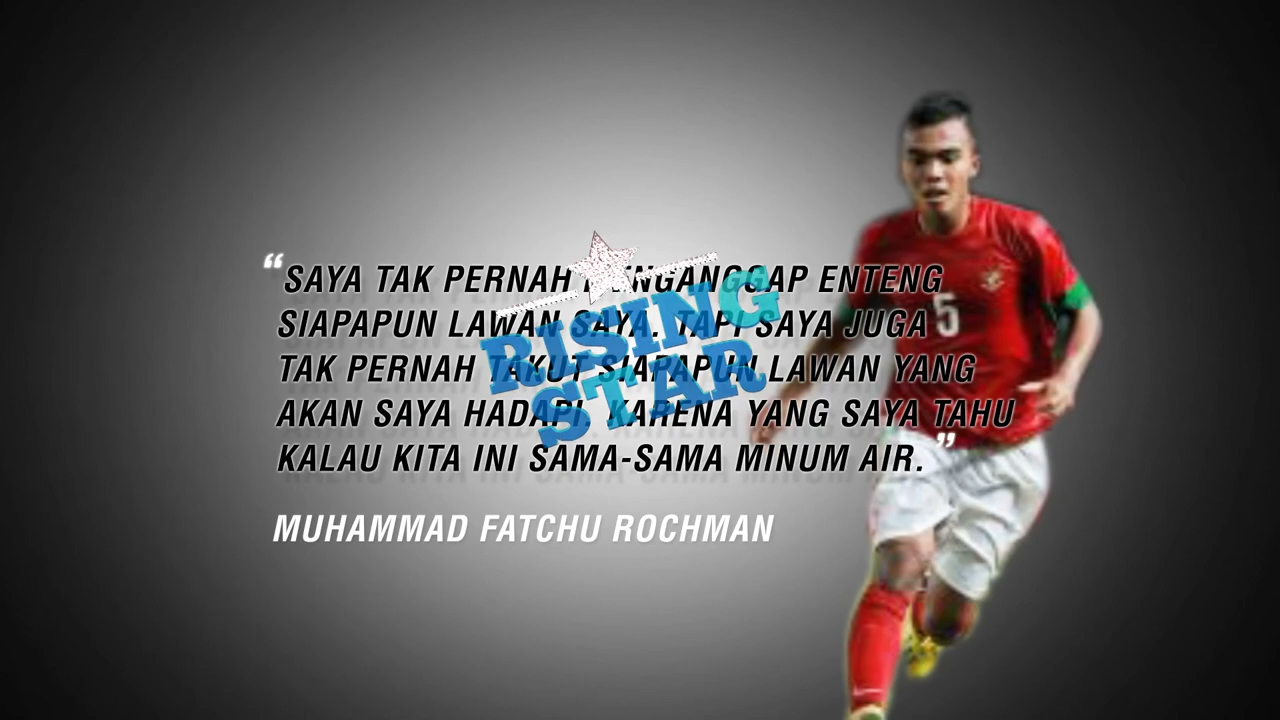 “SAYA TAK PERNAH MENGANGGAP ENTENG
SIAPAPUN LAWAN SAYA. TAPI SAYA JUGA
TAK PERNAH TAKUT SIAPAPUN LAWAN YANG
AKAN SAYA HADAPI. KARENA YANG SAYA TAHU
KALAU KITA INI SAMA-SAMA MINUM AIR.”
MUHAMMAD FATCHU ROCHMAN
RISING
STAR
5